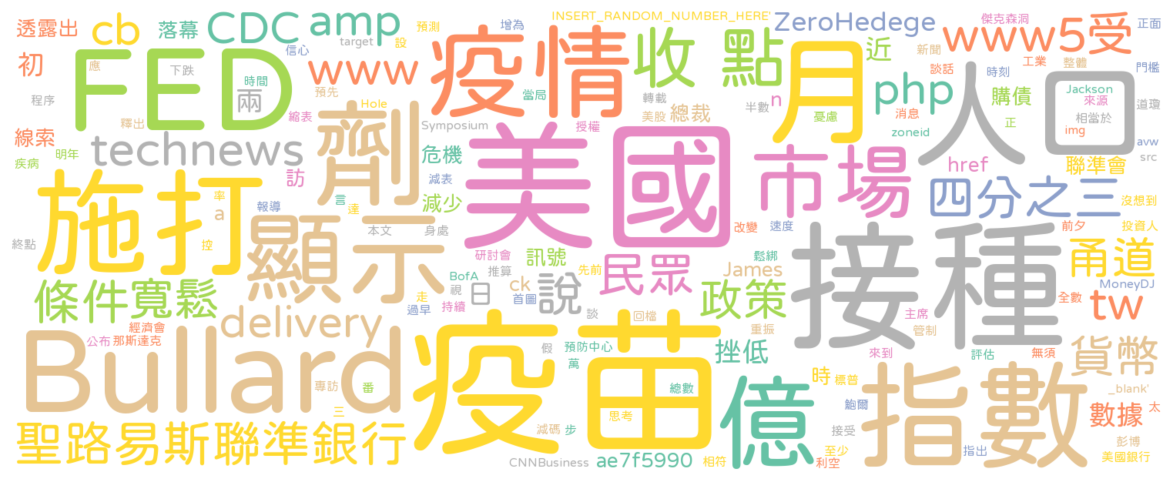 透露出
cb
落幕
CDC
amp
疫情
增為
INSERT_RANDOM_NUMBER_HERE'
ZeroHedege
傑克森洞
www
5
受
正面
初
應
FED
信心
target
設
預測
收
點
月
近
新聞
談話
工業
整體
門檻
程序
下跌
時間
兩
www
預先
當局
轉載
半數
n
php
時刻
購債
Jackson
來源
道瓊
線索
釋出
縮表
Hole
劑
Symposium
授權
美股
總裁
憂慮
消息
zoneid
人口
正
相當於
img
avw
src
疾病
明年
technews
訪
危機
減表
美國
市場
href
聯準會
施打
率
a
報導
言
達
減少
改變
速度
四分之三
沒想到
終點
控
顯示
本文
身處
研討會
訊號
先前
鬆綁
接種
前夕
投資人
甬道
條件
寬鬆
走
過早
BofA
視
持續
推算
首圖
日
ck
說
民眾
James
政策
主席
全數
MoneyDJ
tw
公布
經濟會
那斯達克
delivery
談
回檔
重振
管制
Bullard
專訪
番
疫苗
假
預防中心
萬
挫低
來到
評估
無須
貨幣
總數
億
時
穩曾
指數
_blank'
數據
太
三
思考
鮑爾
聖路易斯聯準銀行
減碼
步
接受
彭博
CNNBusiness
ae7f5990
相符
至少
利空
指出
美國銀行